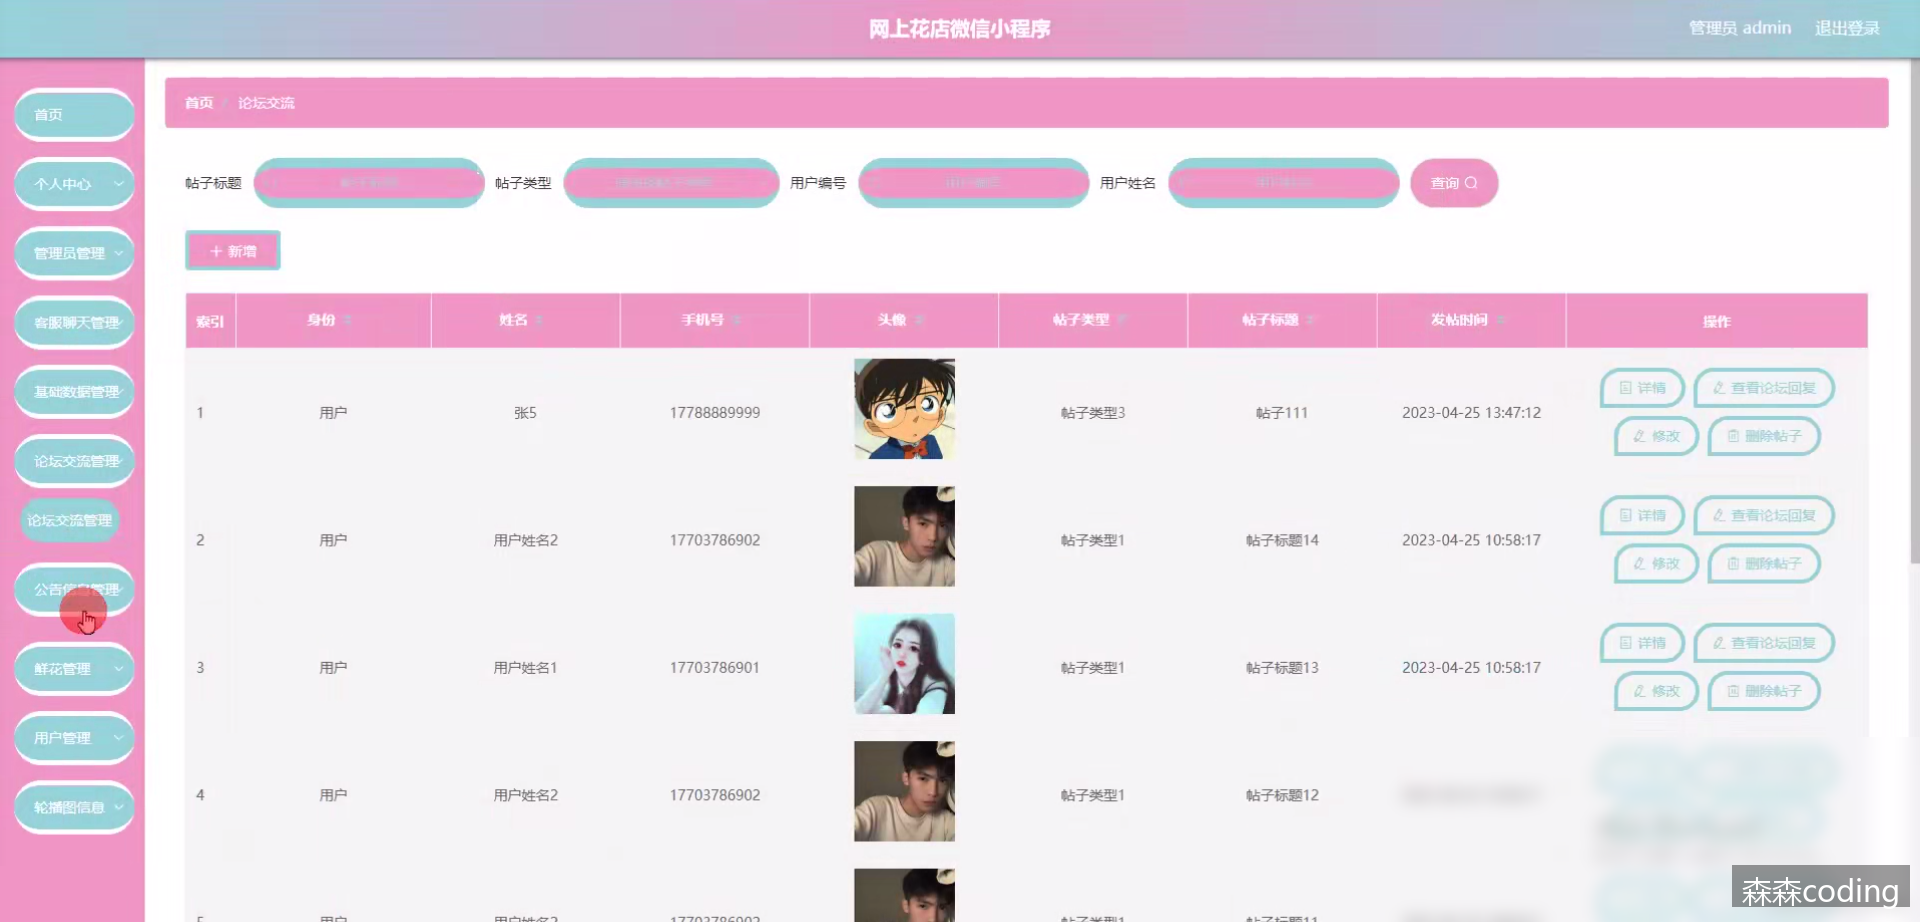 网上花店微信小程序
管理员 admin 退出登录
首页
个人中心
管理员管理
客服聊天管理
基础数据管理
论坛交流管理
论坛交流管理
公告信息管理
鲜花管理
用户管理
轮播图信息
首页 / 论坛交流
帖子标题 帖子类型 用户编号 用户姓名 查询
+ 新增
索引 身份 姓名 手机号 头像 帖子类型 帖子标题 发帖时间 操作
1 用户 张5 17788889999 帖子类型3 帖子111 2023-04-25 13:47:12 详情 查看论坛回复
修改 删除帖子
2 用户 用户姓名2 17703786902 帖子类型1 帖子标题14 2023-04-25 10:58:17 详情 查看论坛回复
修改 删除帖子
3 用户 用户姓名1 17703786901 帖子类型1 帖子标题13 2023-04-25 10:58:17 详情 查看论坛回复
修改 删除帖子
4 用户 用户姓名2 17703786902 帖子类型1 帖子标题12
5 用户 用户姓名2 17703786902 帖子类型1 帖子标题11
森森coding